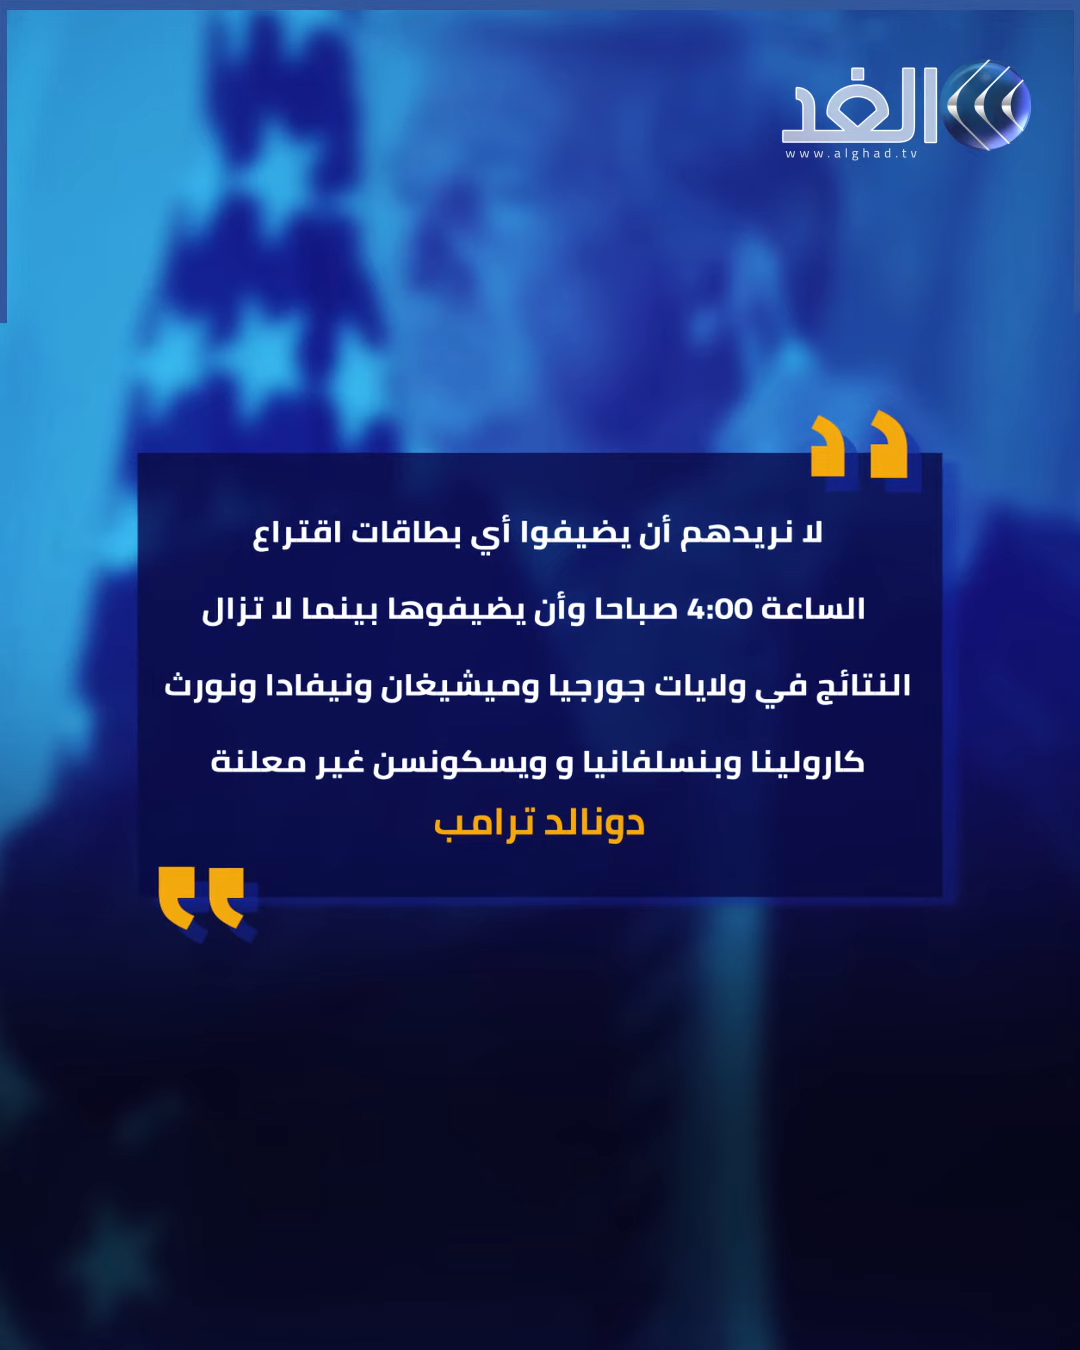 الغد
www.alghad.tv
لا نريدهم أن يضيفوا أي بطاقات اقتراع
الساعة 4:00 صباحا وأن يضيفوها بينما لا تزال
النتائج في ولايات جورجيا وميشيغان ونيفادا ونورث
كارولينا وبنسلفانيا و ويسكونسن غير معلنة
دونالد ترامب